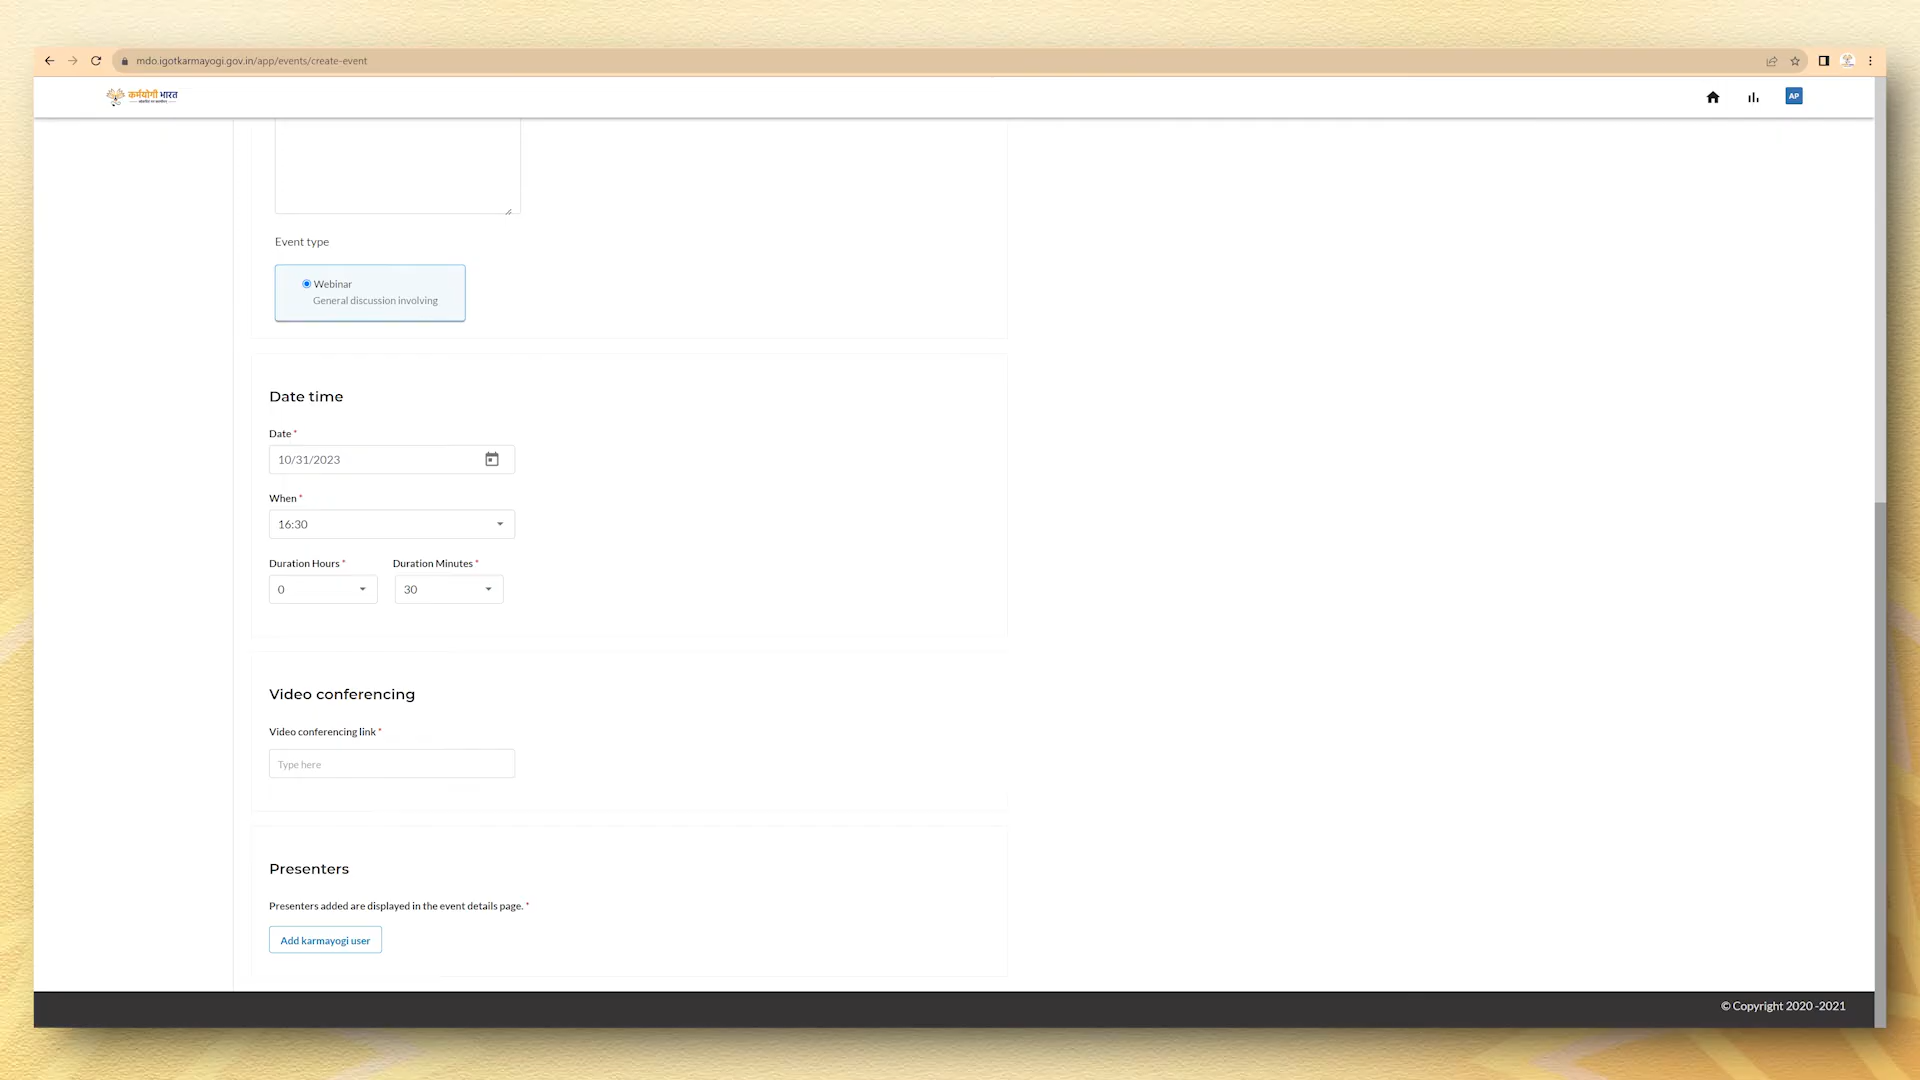 mdo.igotkarmayogi.gov.in/app/events/create-event
कर्मयोगी भारत
AP
Event type
Webinar
General discussion involving
Date time
Date *
10/31/2023
When *
16:30
Duration Hours * Duration Minutes *
0 30
Video conferencing
Video conferencing link *
Type here
Presenters
Presenters added are displayed in the event details page. *
Add karmayogi user
© Copyright 2020 -2021